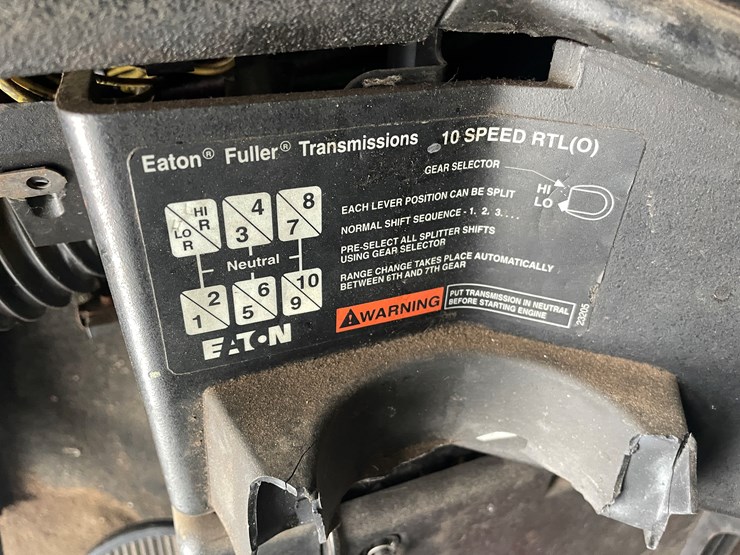 Eaton® Fuller® Transmissions 10 SPEED RTL(O)
GEAR SELECTOR
HI
LO
HI
R
LO
R
4
3
8
7
Neutral
2
1
6
5
10
9
EATON
EACH LEVER POSITION CAN BE SPLIT
NORMAL SHIFT SEQUENCE - 1. 2. 3. . . .
PRE-SELECT ALL SPLITTER SHIFTS
USING GEAR SELECTOR
RANGE CHANGE TAKES PLACE AUTOMATICALLY
BETWEEN 6TH AND 7TH GEAR
WARNING
PUT TRANSMISSION IN NEUTRAL
BEFORE STARTING ENGINE
20205